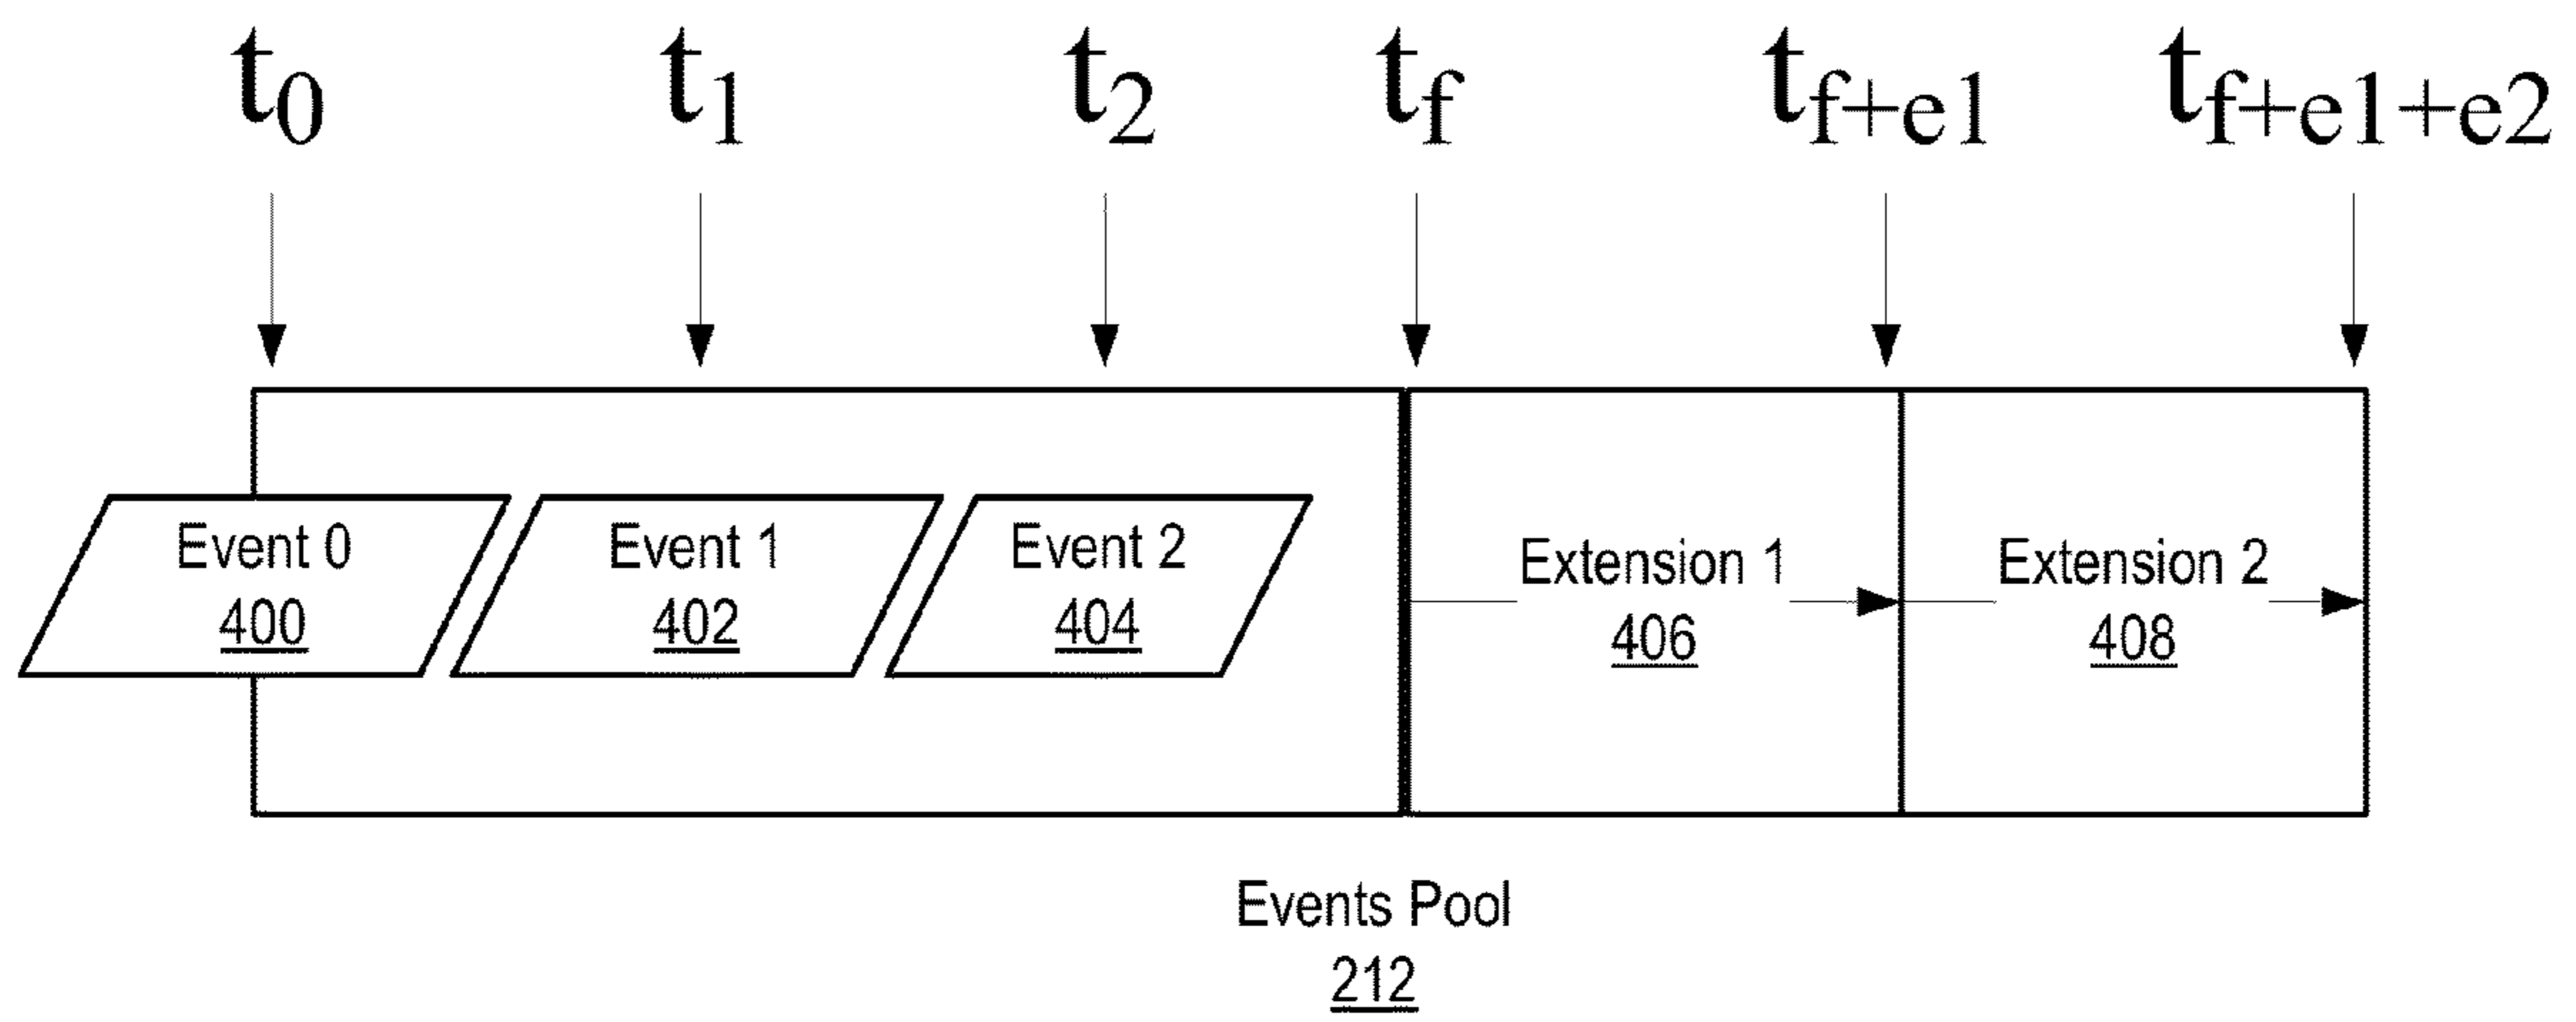 t0 t1 t2 tf tf+e1 tf+e1+e2
Event 0
400
Event 1
402
Event 2
404
Extension 1
406
Extension 2
408
Events Pool
212